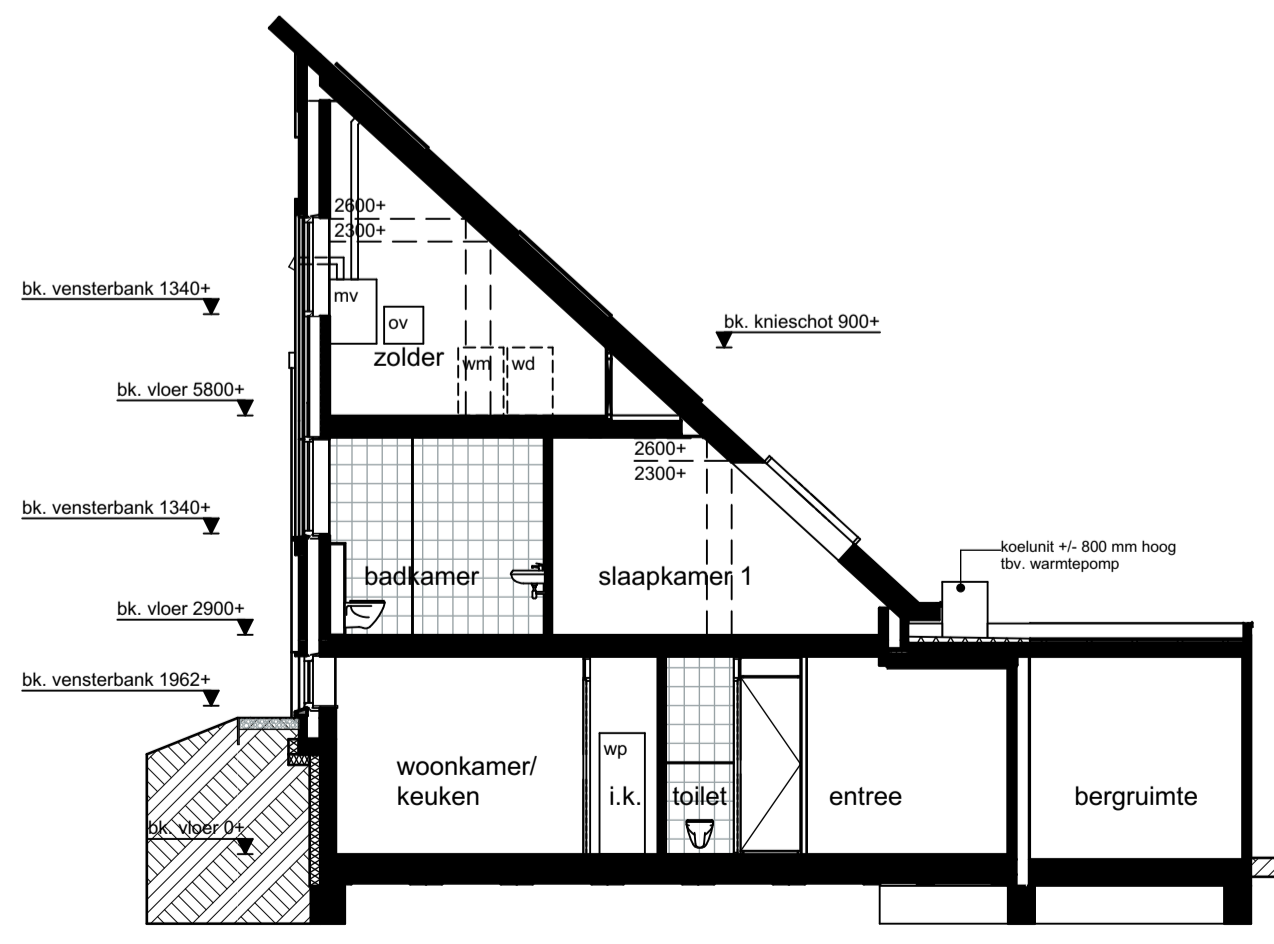 2600+
2300+
bk. vensterbank 1340+
mv
bk. knieschot 900+
ov
zolder
wm
wd
bk. vloer 5800+
2600+
2300+
bk. vensterbank 1340+
koelunit +/- 800 mm hoog
tbv. warmtepomp
badkamer
slaapkamer 1
bk. vloer 2900+
bk. vensterbank 1962+
wp
woonkamer/
keuken
i.k.
toilet
entree
bergruimte
bk. vloer 0+